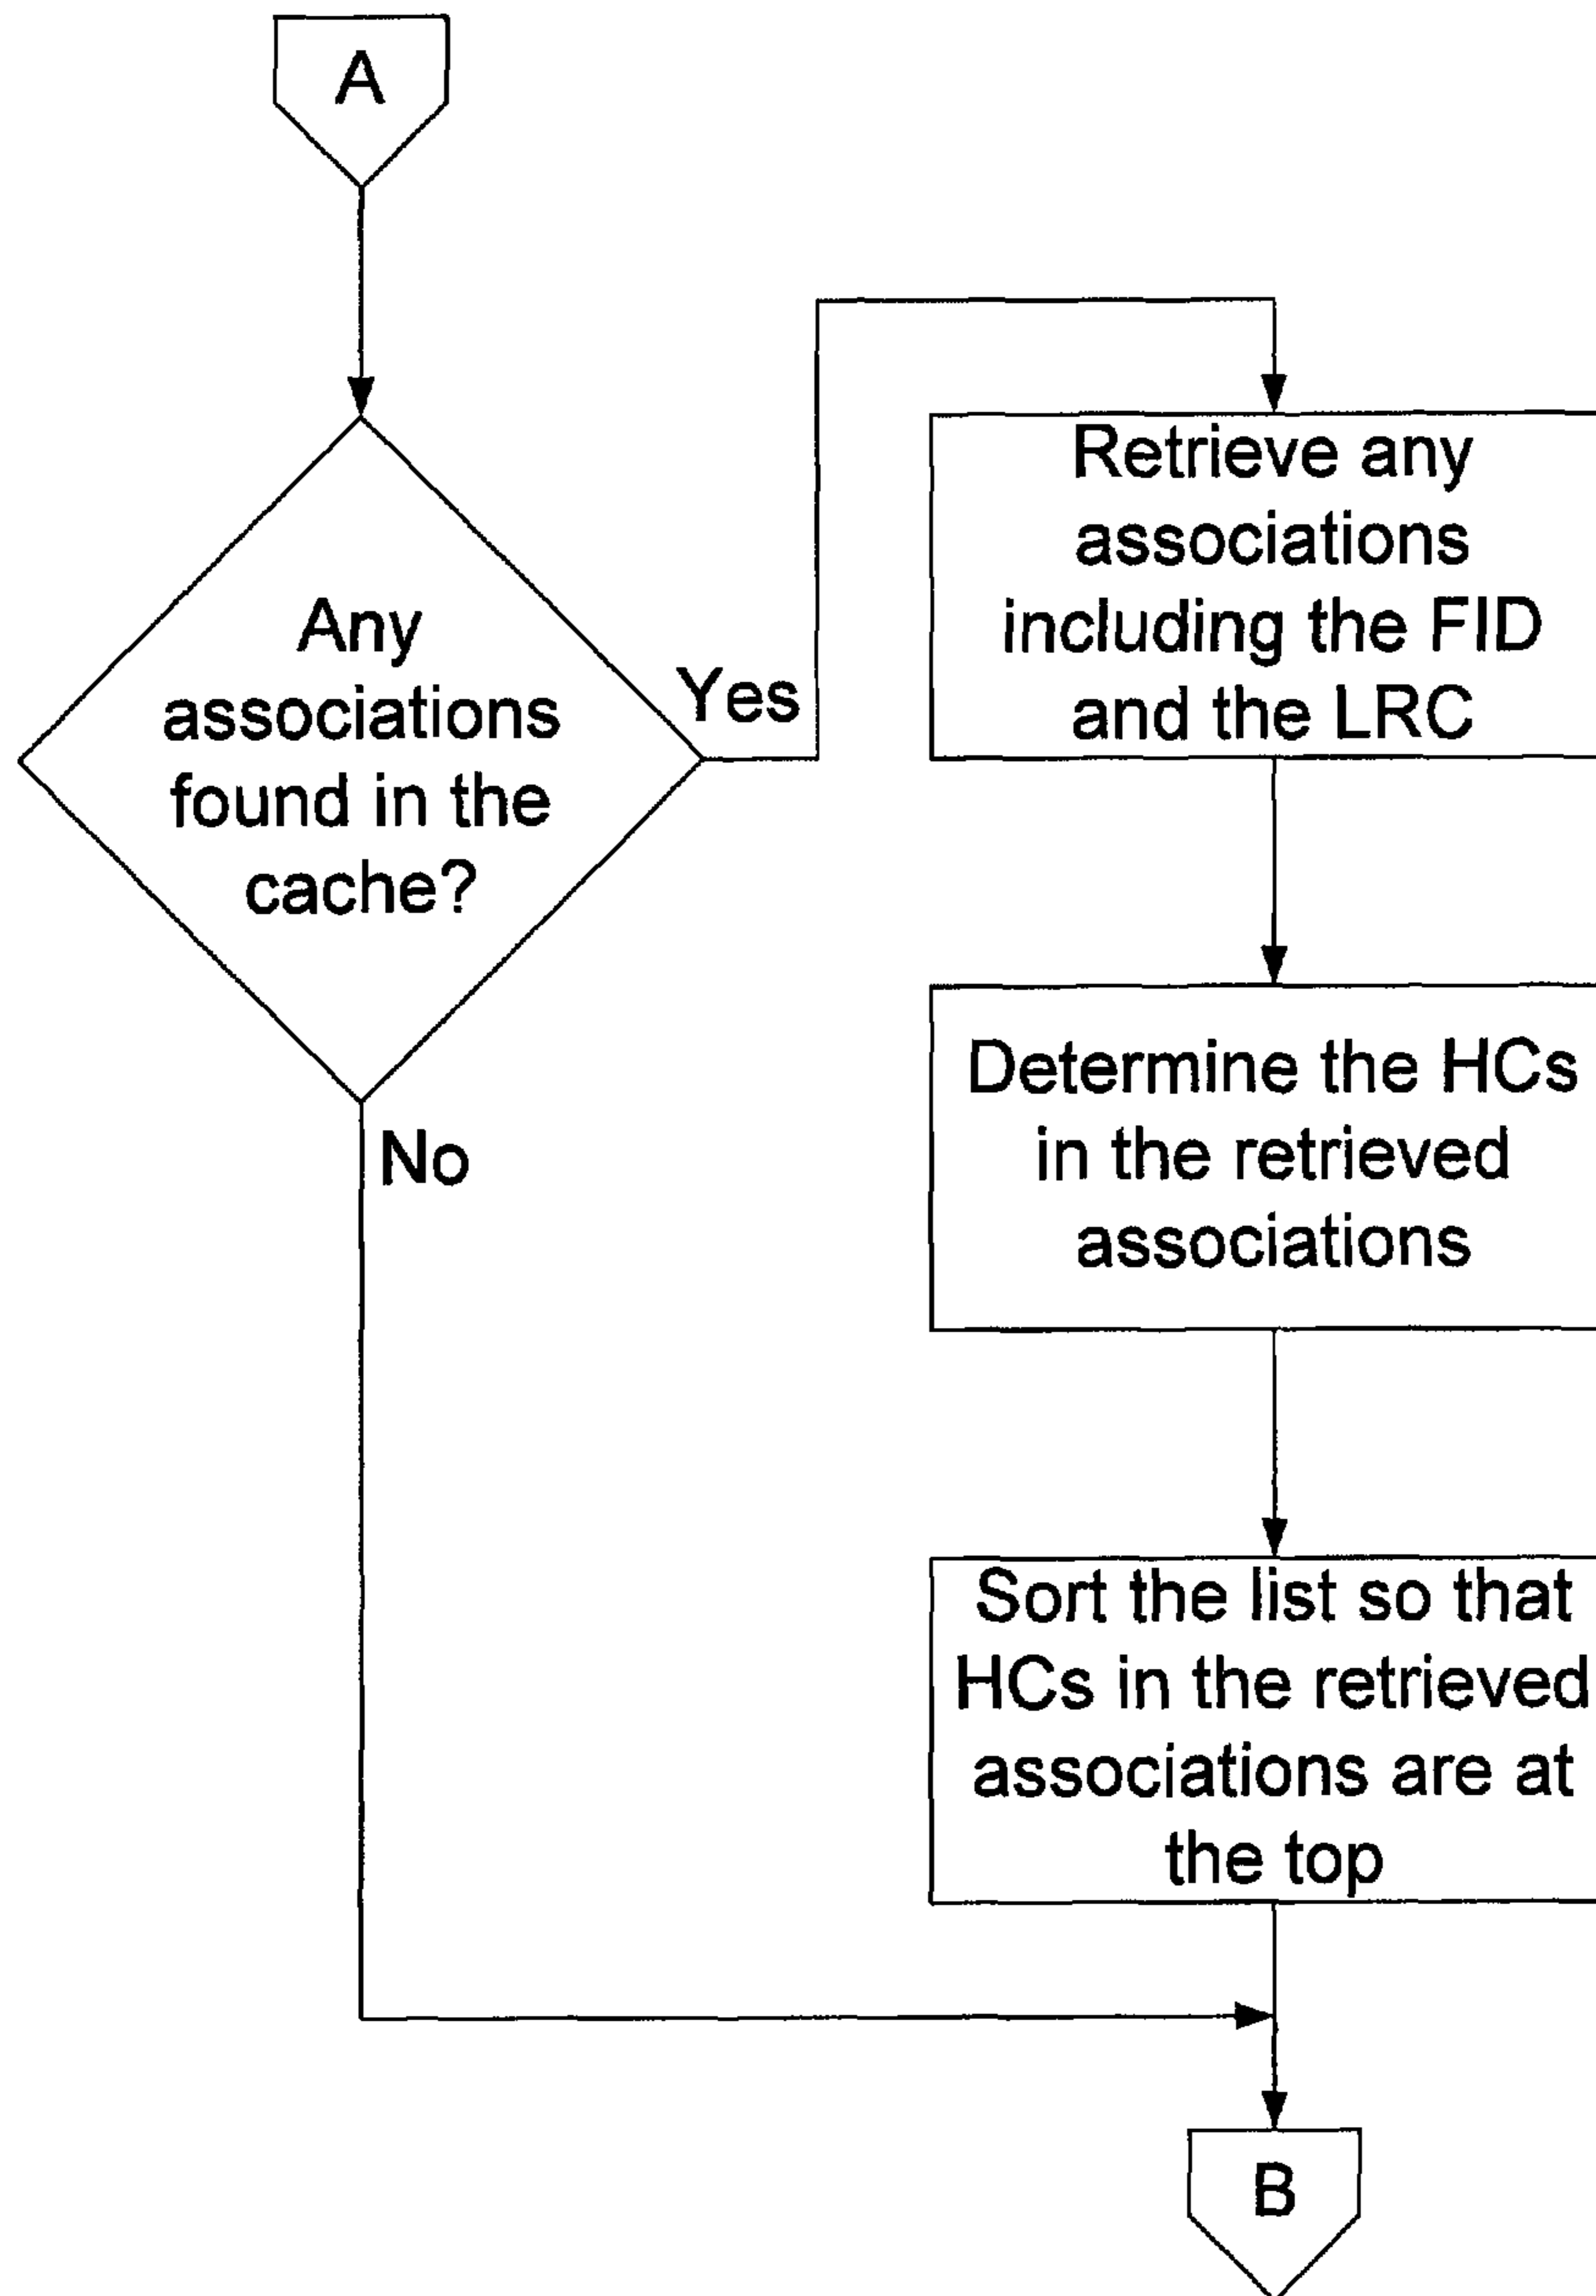 A
Any
associations
found in the
cache?
Yes
No
Retrieve any
associations
including the FID
and the LRC
Determine the HCs
in the retrieved
associations
Sort the list so that
HCs in the retrieved
associations are at
the top
B